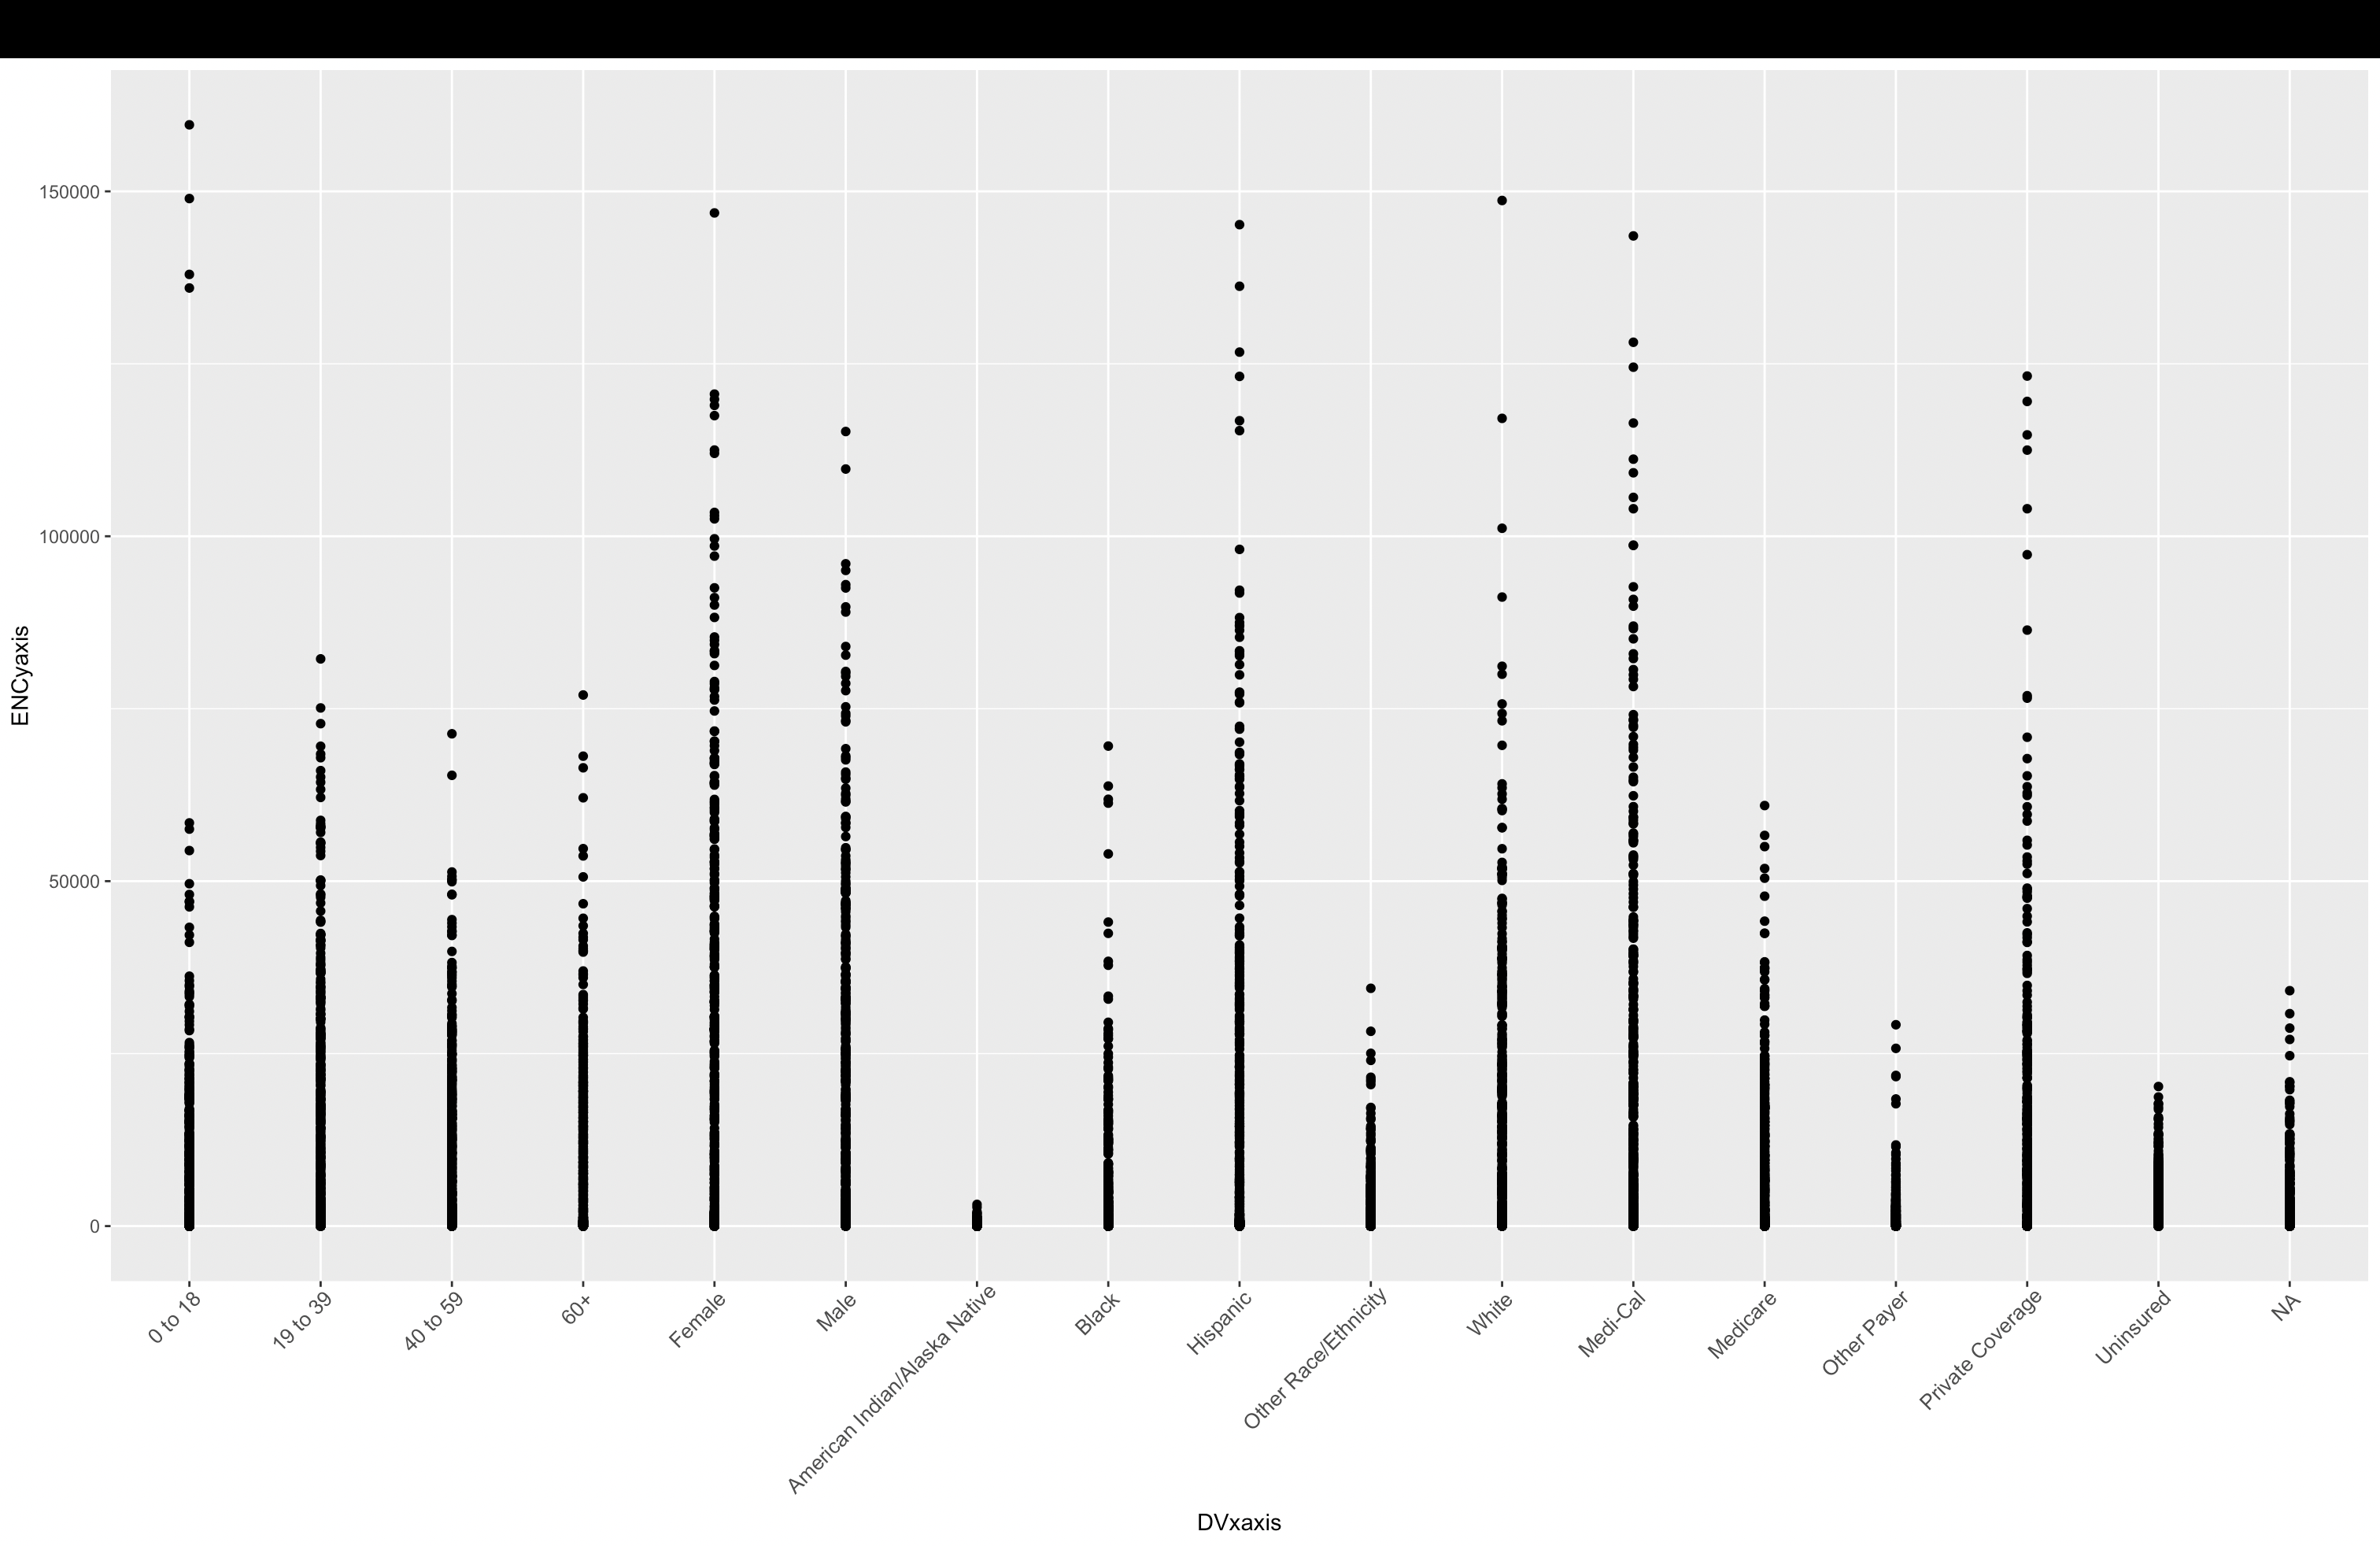 150000
100000
50000
0
ENCyaxis
0 to 18
19 to 39
40 to 59
60+
Female
Male
American Indian/Alaska Native
Black
Hispanic
Other Race/Ethnicity
White
Medi-Cal
Medicare
Other Payer
Private Coverage
Uninsured
NA
DVxaxis